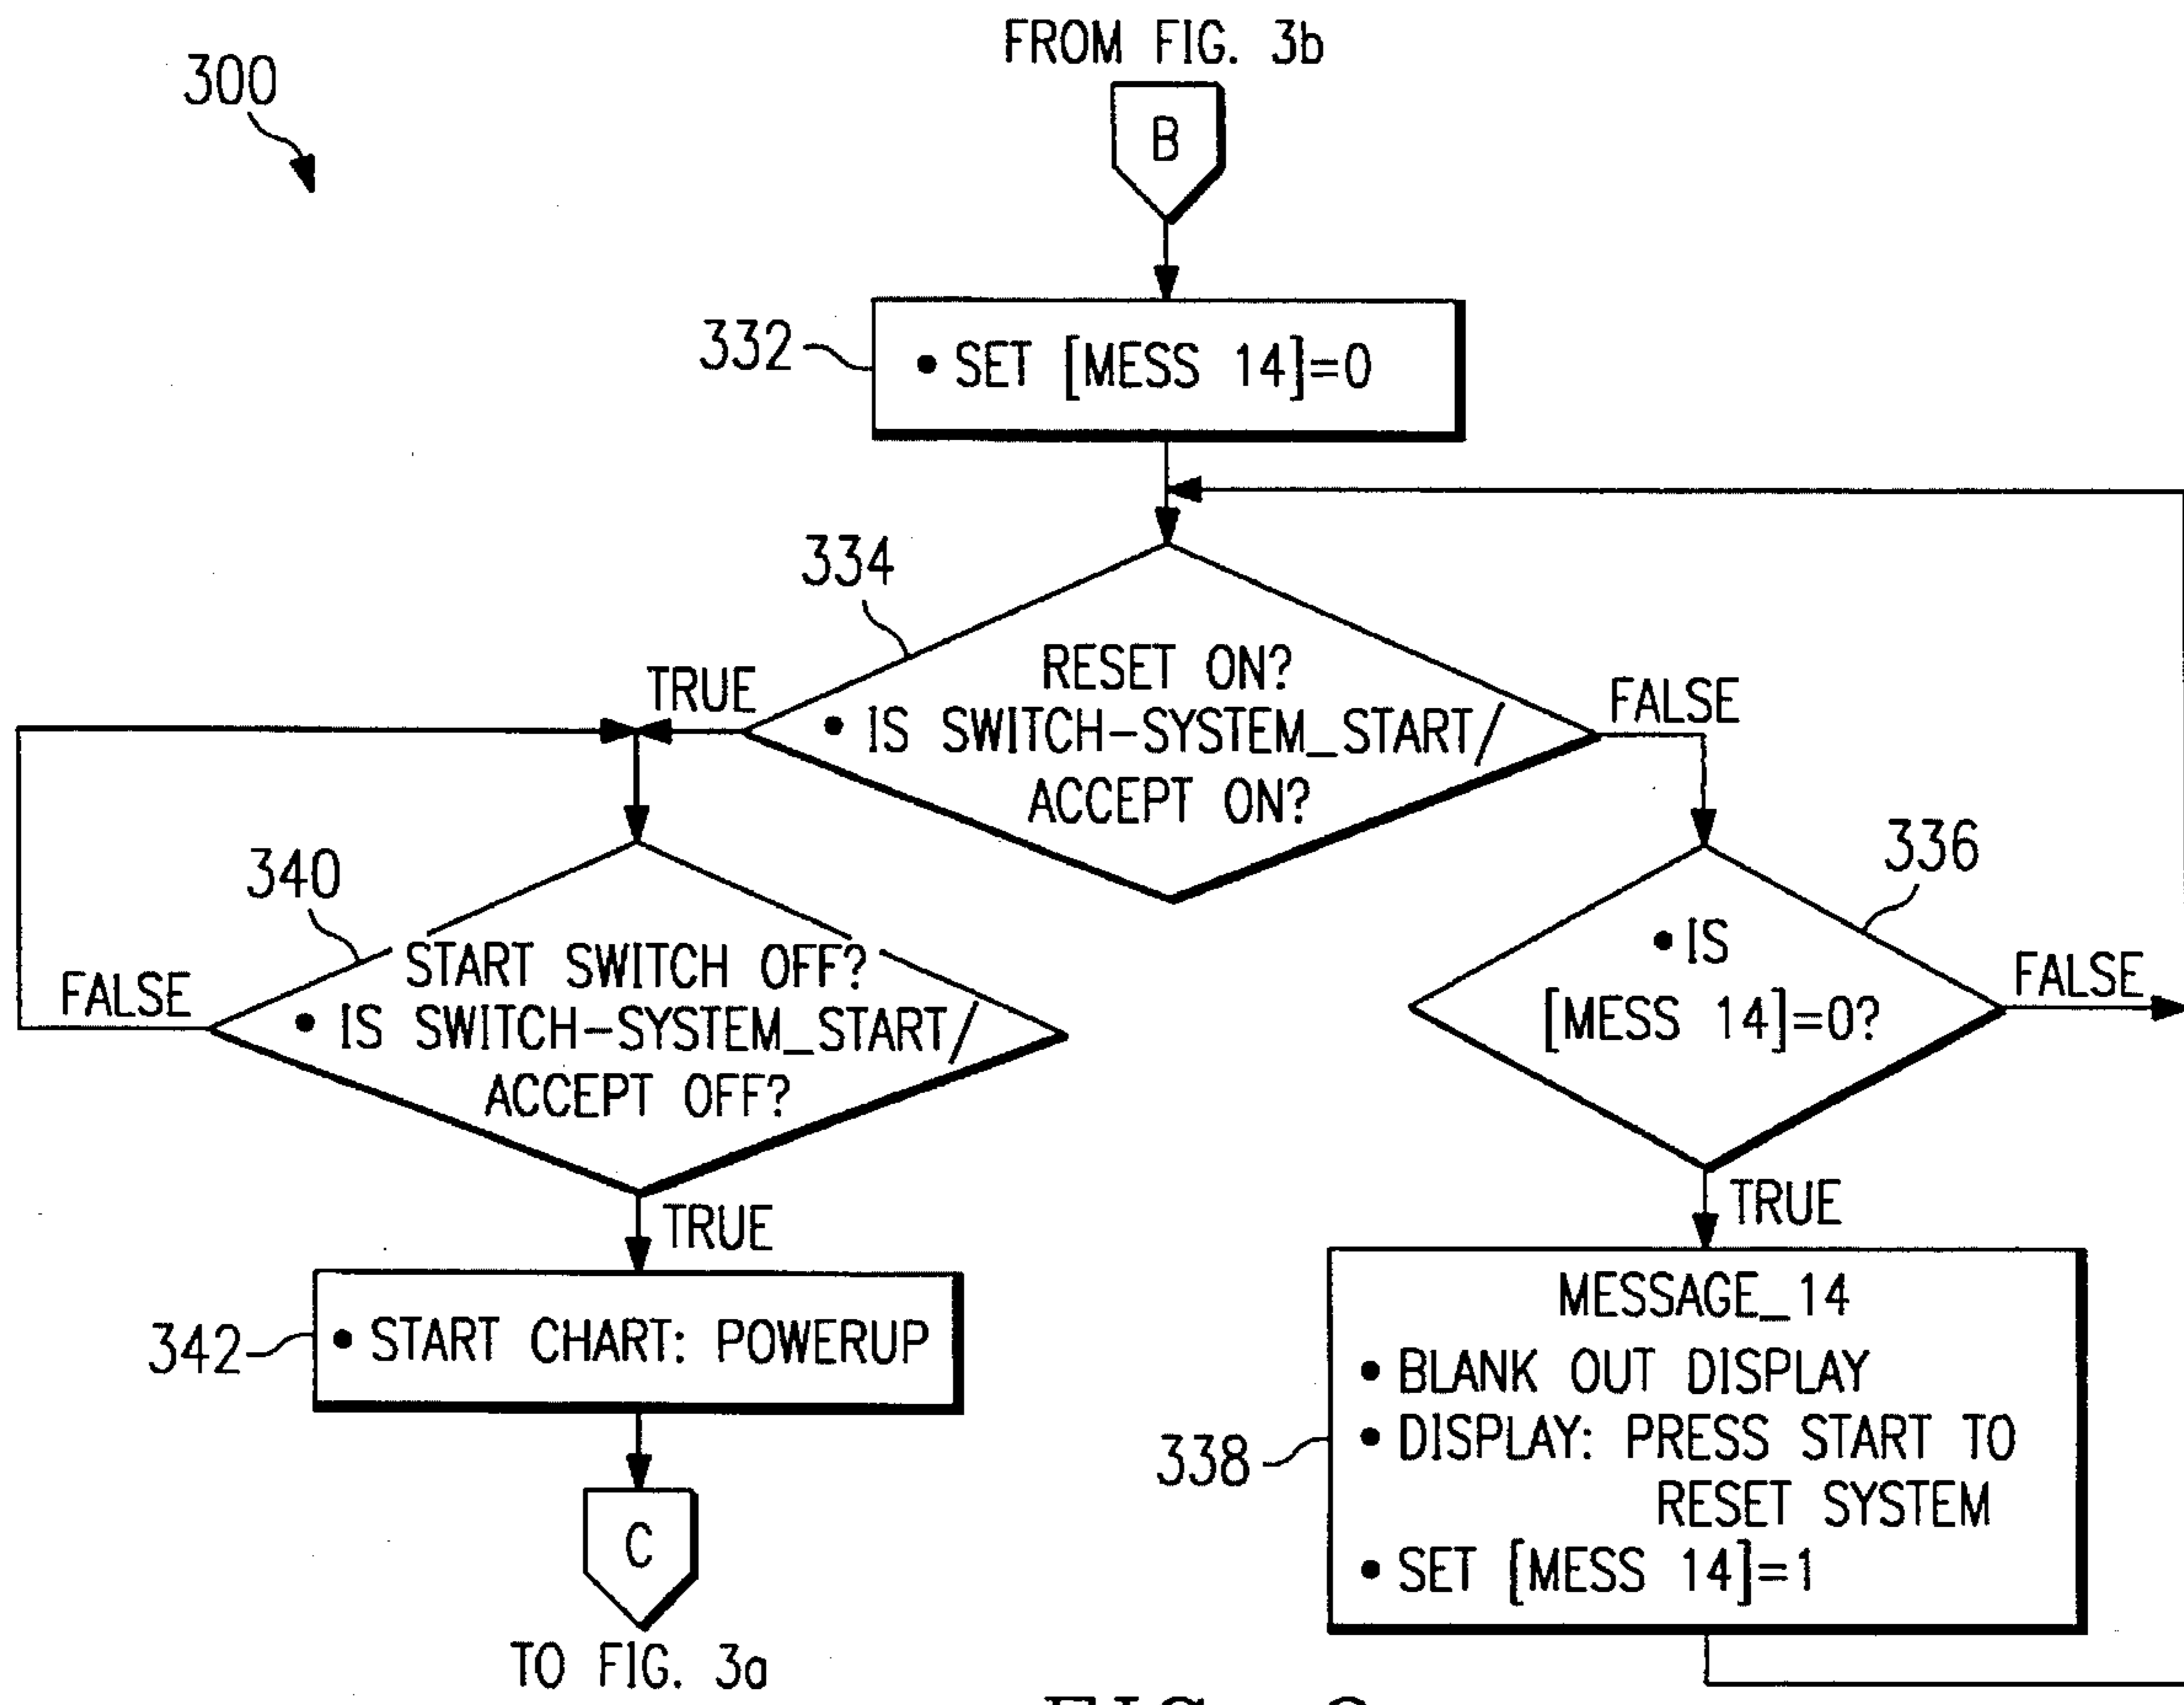 FROM FIG. 3b
300
B
332
• SET [MESS 14]=0
334
RESET ON?
• IS SWITCH-SYSTEM_START/
ACCEPT ON?
TRUE
FALSE
340
START SWITCH OFF?
• IS SWITCH-SYSTEM_START/
ACCEPT OFF?
FALSE
TRUE
336
• IS
[MESS 14]=0?
FALSE
TRUE
342
• START CHART: POWERUP
338
MESSAGE_14
• BLANK OUT DISPLAY
• DISPLAY: PRESS START TO
RESET SYSTEM
• SET [MESS 14]=1
C
TO FIG. 3a